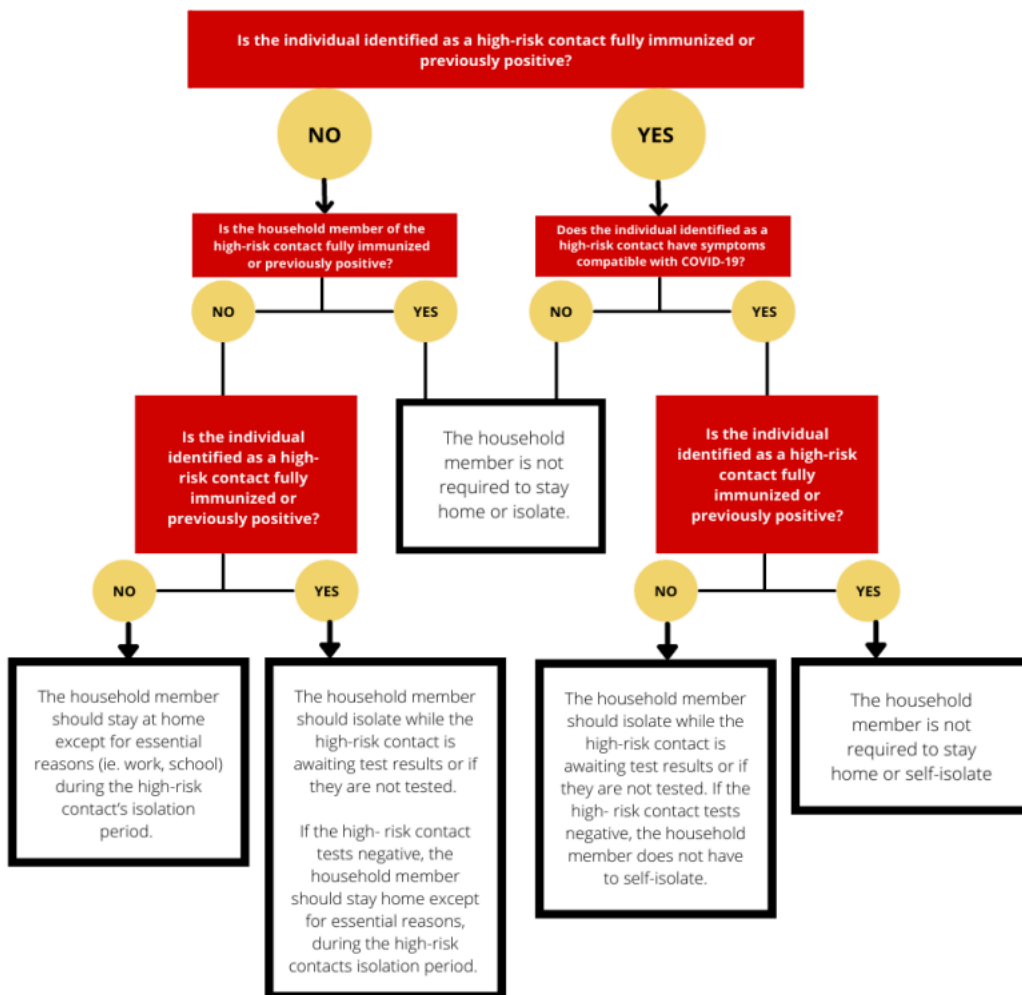 Is the individual identified as a high-risk contact fully immunized or
previously positive?
NO
YES
Is the household member of the
high-risk contact fully immunized
or previously positive?
Does the individual identified as a
high-risk contact have symptoms
compatible with COVID-19?
NO
YES
NO
YES
Is the individual
identified as a high-
risk contact fully
immunized or
previously positive?
The household
member is not
required to stay
home or isolate.
Is the individual
identified as a high-risk
contact fully
immunized or
previously positive?
NO
YES
NO
YES
The household member
should stay at home
except for essential
reasons (ie. work, school)
during the high-risk
contact's isolation
period.
The household member
should isolate while the
high-risk contact is
awaiting test results or if
they are not tested.
If the high- risk contact
tests negative, the
household member
should stay home except
for essential reasons,
during the high-risk
contacts isolation period.
The household member
should isolate while the
high-risk contact is
awaiting test results or if
they are not tested. If the
high- risk contact tests
negative, the household
member does not have
to self-isolate.
The household
member is not
required to stay
home or self-isolate